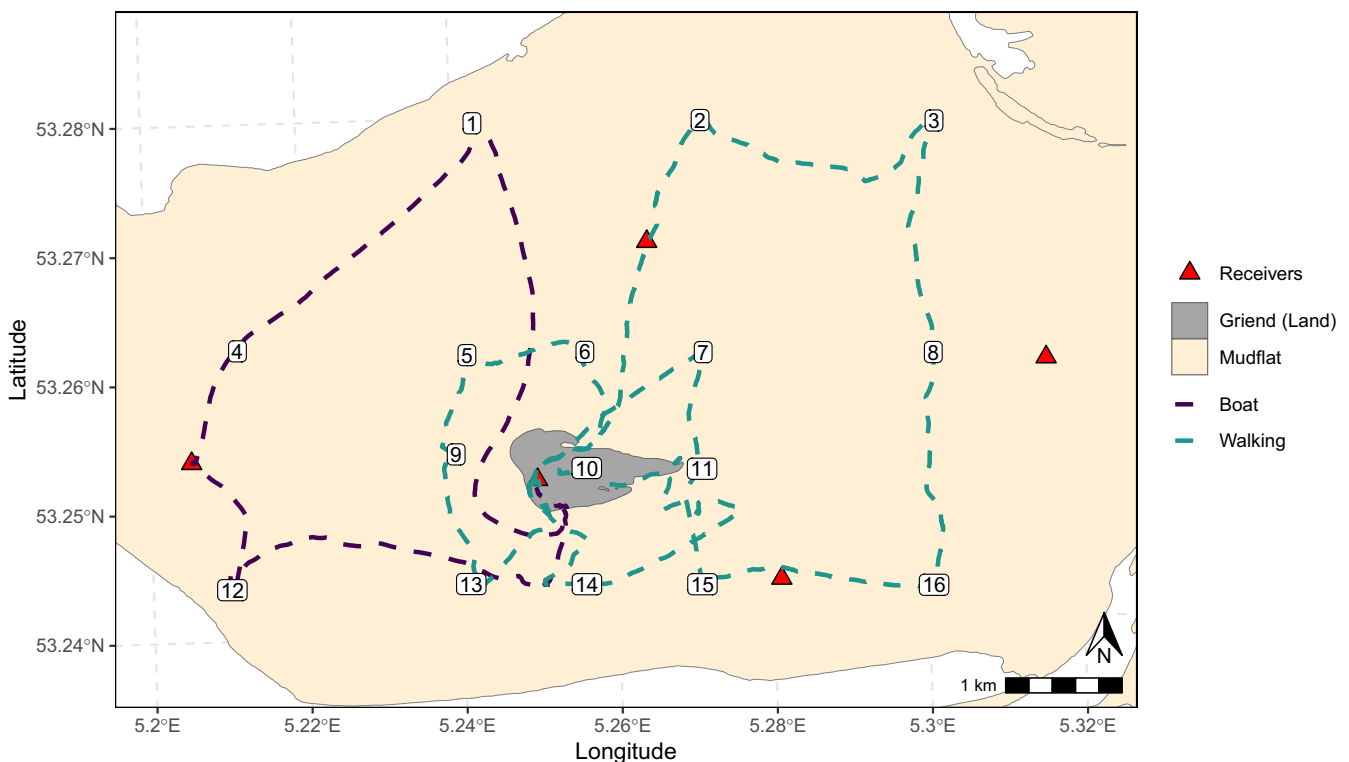 1
2
3
53.28°N
53.27°N
Receivers
Griend (Land)
Mudflat
Boat
Walking
4
5
6
7
8
53.26°N
9
10
11
53.25°N
12
13
14
15
16
53.24°N
N
1 km
5.2°E
5.22°E
5.24°E
5.26°E
5.28°E
5.3°E
5.32°E
Longitude
Latitude